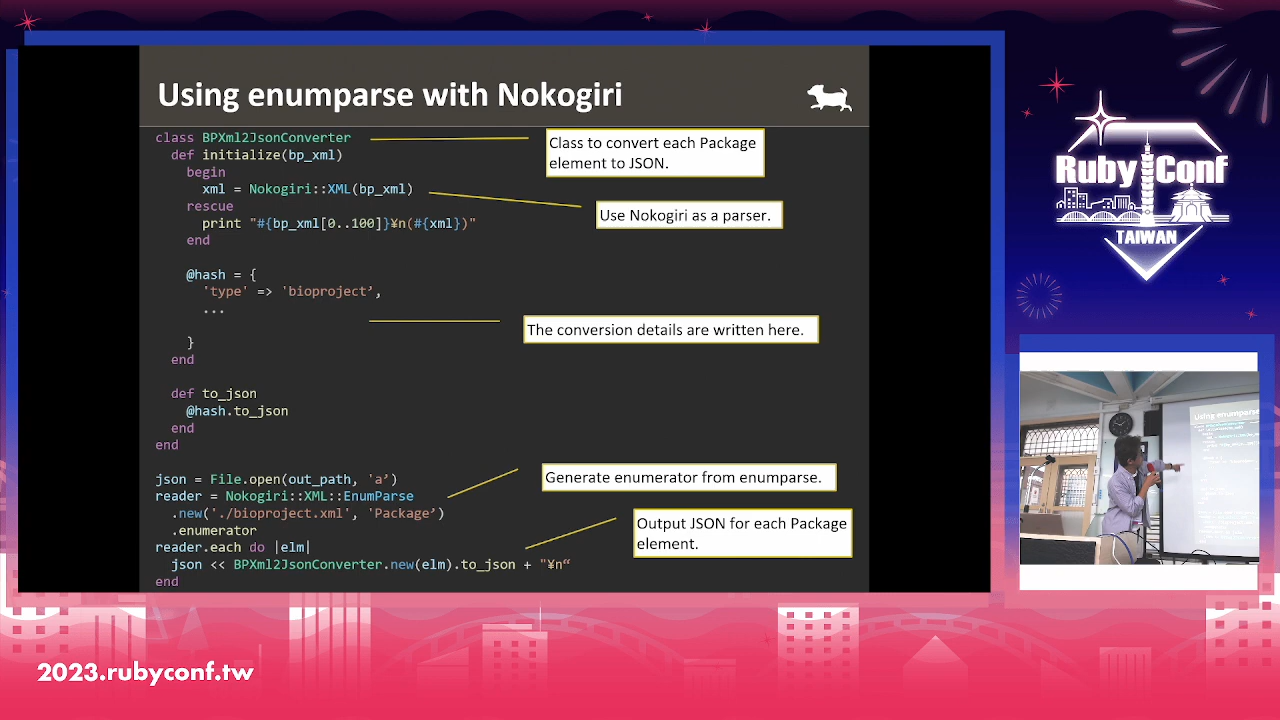 Using enumparse with Nokogiri
class BPXml2JsonConverter
def initialize(bp_xml)
begin
xml = Nokogiri::XML(bp_xml)
rescue
print "#{bp_xml[0..100]}¥n(#{xml})"
end
@hash = {
'type' => `bioproject’,
...
}
end
def to_json
@hash.to_json
end
end
json = File.open(out_path, 'a’)
reader = Nokogiri::XML::EnumParse
.new('./bioproject.xml', 'Package’)
.enumerator
reader.each do |elm|
json << BPXml2JsonConverter.new(elm).to_json + "¥n“
end
Class to convert each Package
element to JSON.
Use Nokogiri as a parser.
The conversion details are written here.
Generate enumerator from enumparse.
Output JSON for each Package
element.
RubyConf
TAIWAN
Using enumparse
2023.rubyconf.tw